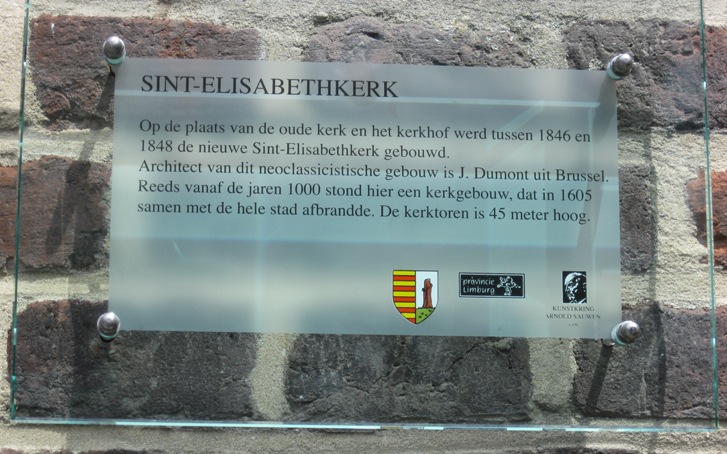 SINT-ELISABETHKERK
Op de plaats van de oude kerk en het kerkhof werd tussen 1846 en
1848 de nieuwe Sint-Elisabethkerk gebouwd.
Architect van dit neoclassicistische gebouw is J. Dumont uit Brussel.
Reeds vanaf de jaren 1000 stond hier een kerkgebouw, dat in 1605
samen met de hele stad afbrandde. De kerktoren is 45 meter hoog.
provincie
Limburg
KUNSTKRING
ARNOLD SAUWEN